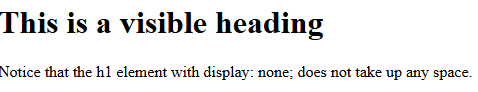 This is a visible heading
Notice that the h1 element with display: none; does not take up any space.